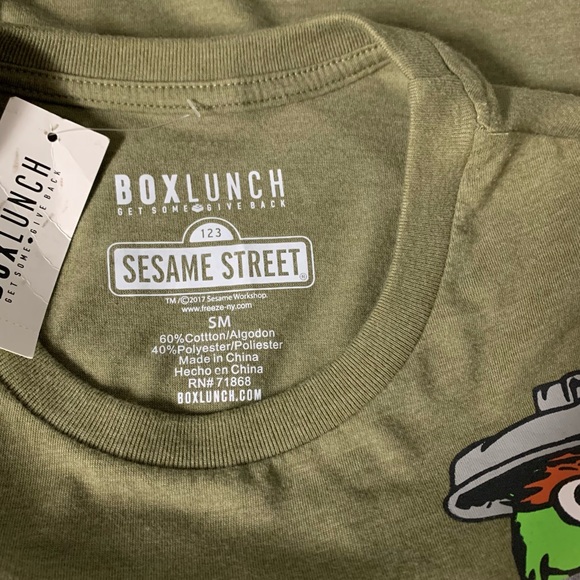 BOXLUNCH
GET SOME GIVE BACK
BOXLUNCH
GET SOME GIVE BACK
123
SESAME STREET®
TM/©2017 Sesame Workshop.
www.freeze-ny.com
SM
60%Cottton/Algodon
40%Polyester/Poliester
Made in China
Hecho en China
RN# 71868
BOXLUNCH.COM